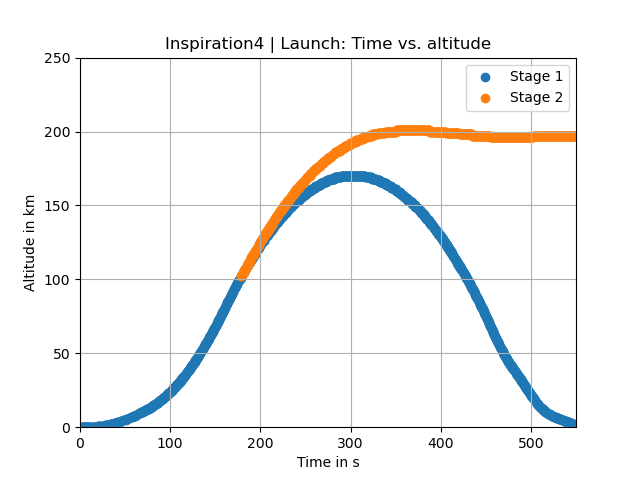 Inspiration4 | Launch: Time vs. altitude
Stage 1
Stage 2
Altitude in km
250
200
150
100
50
0
0 100 200 300 400 500
Time in s